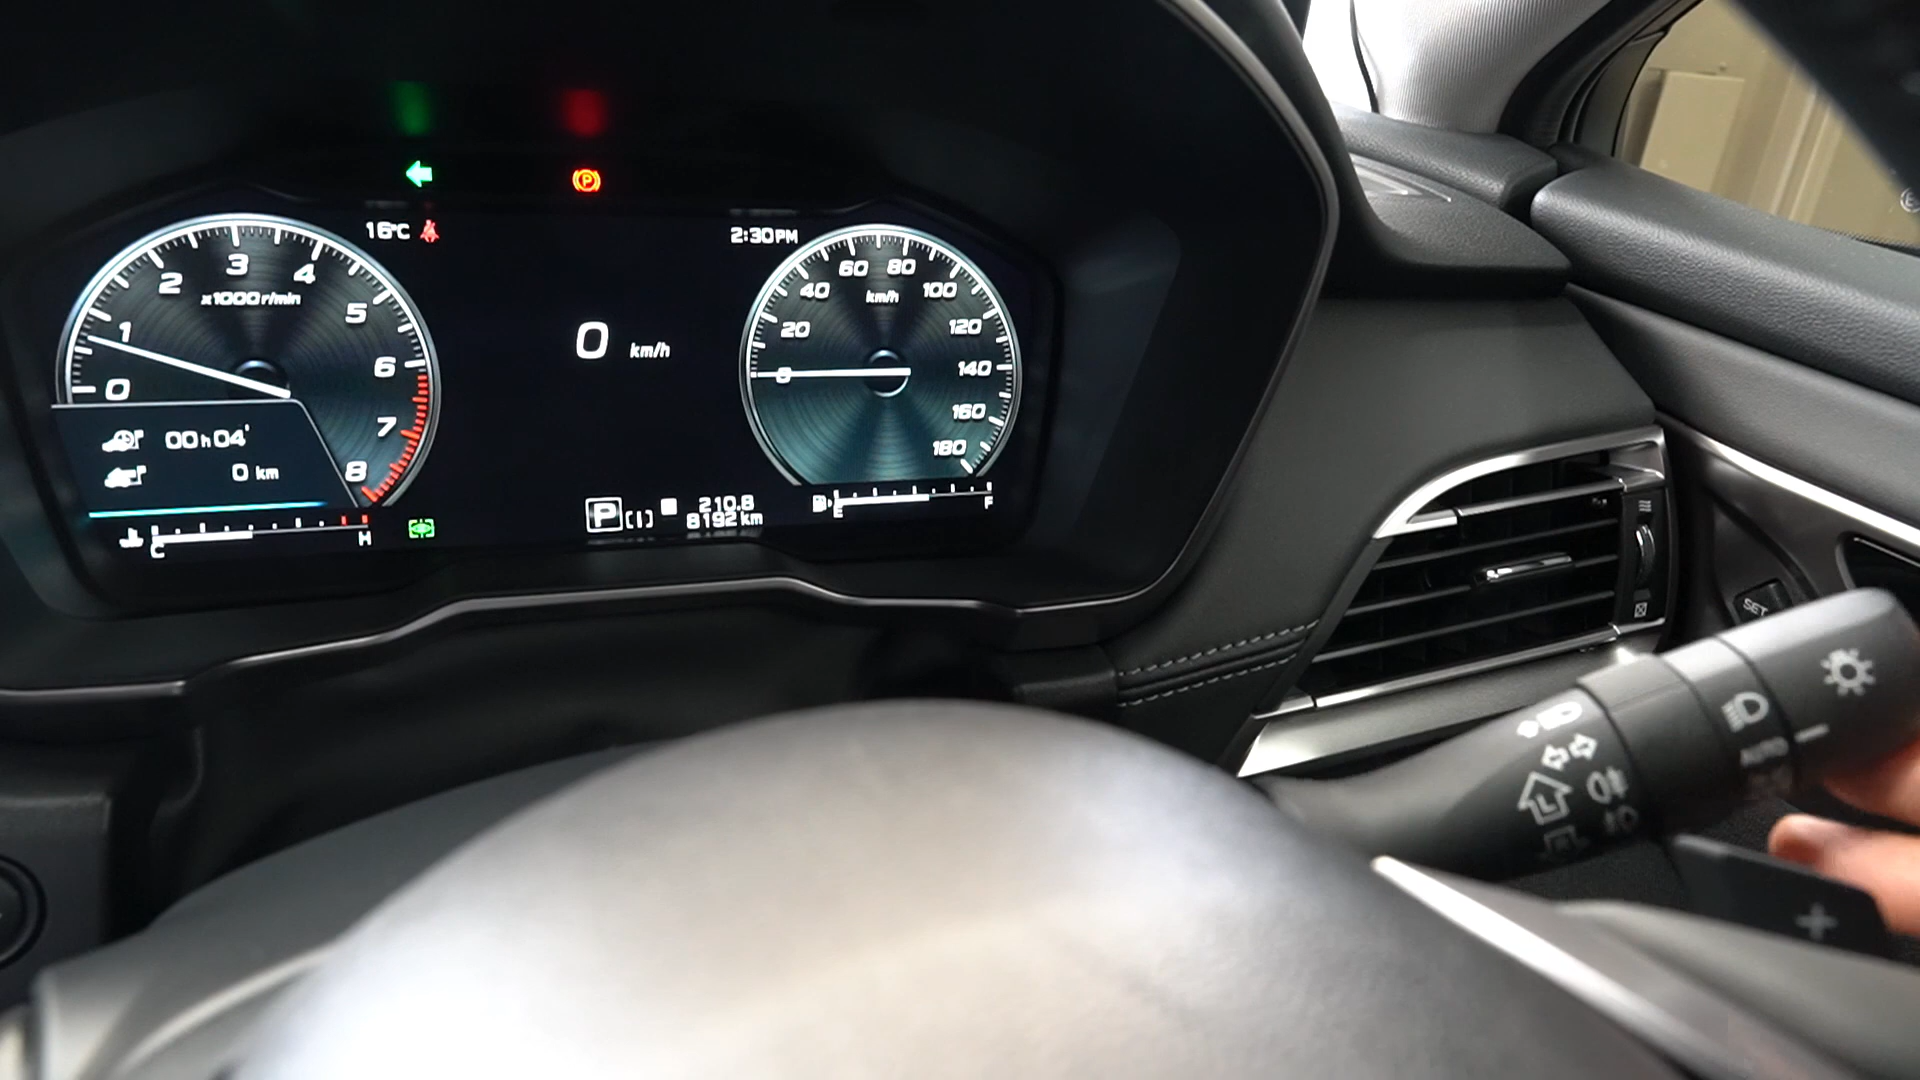 P
16°C
2:30PM
0 1 2 3 4 5 6 7 8
x1000r/min
0 km/h
0 20 40 60 80 100 120 140 160 180
km/h
00h04'
0 km
C H
P
210.8
8192 km
E F
SET
AUTO
L
+